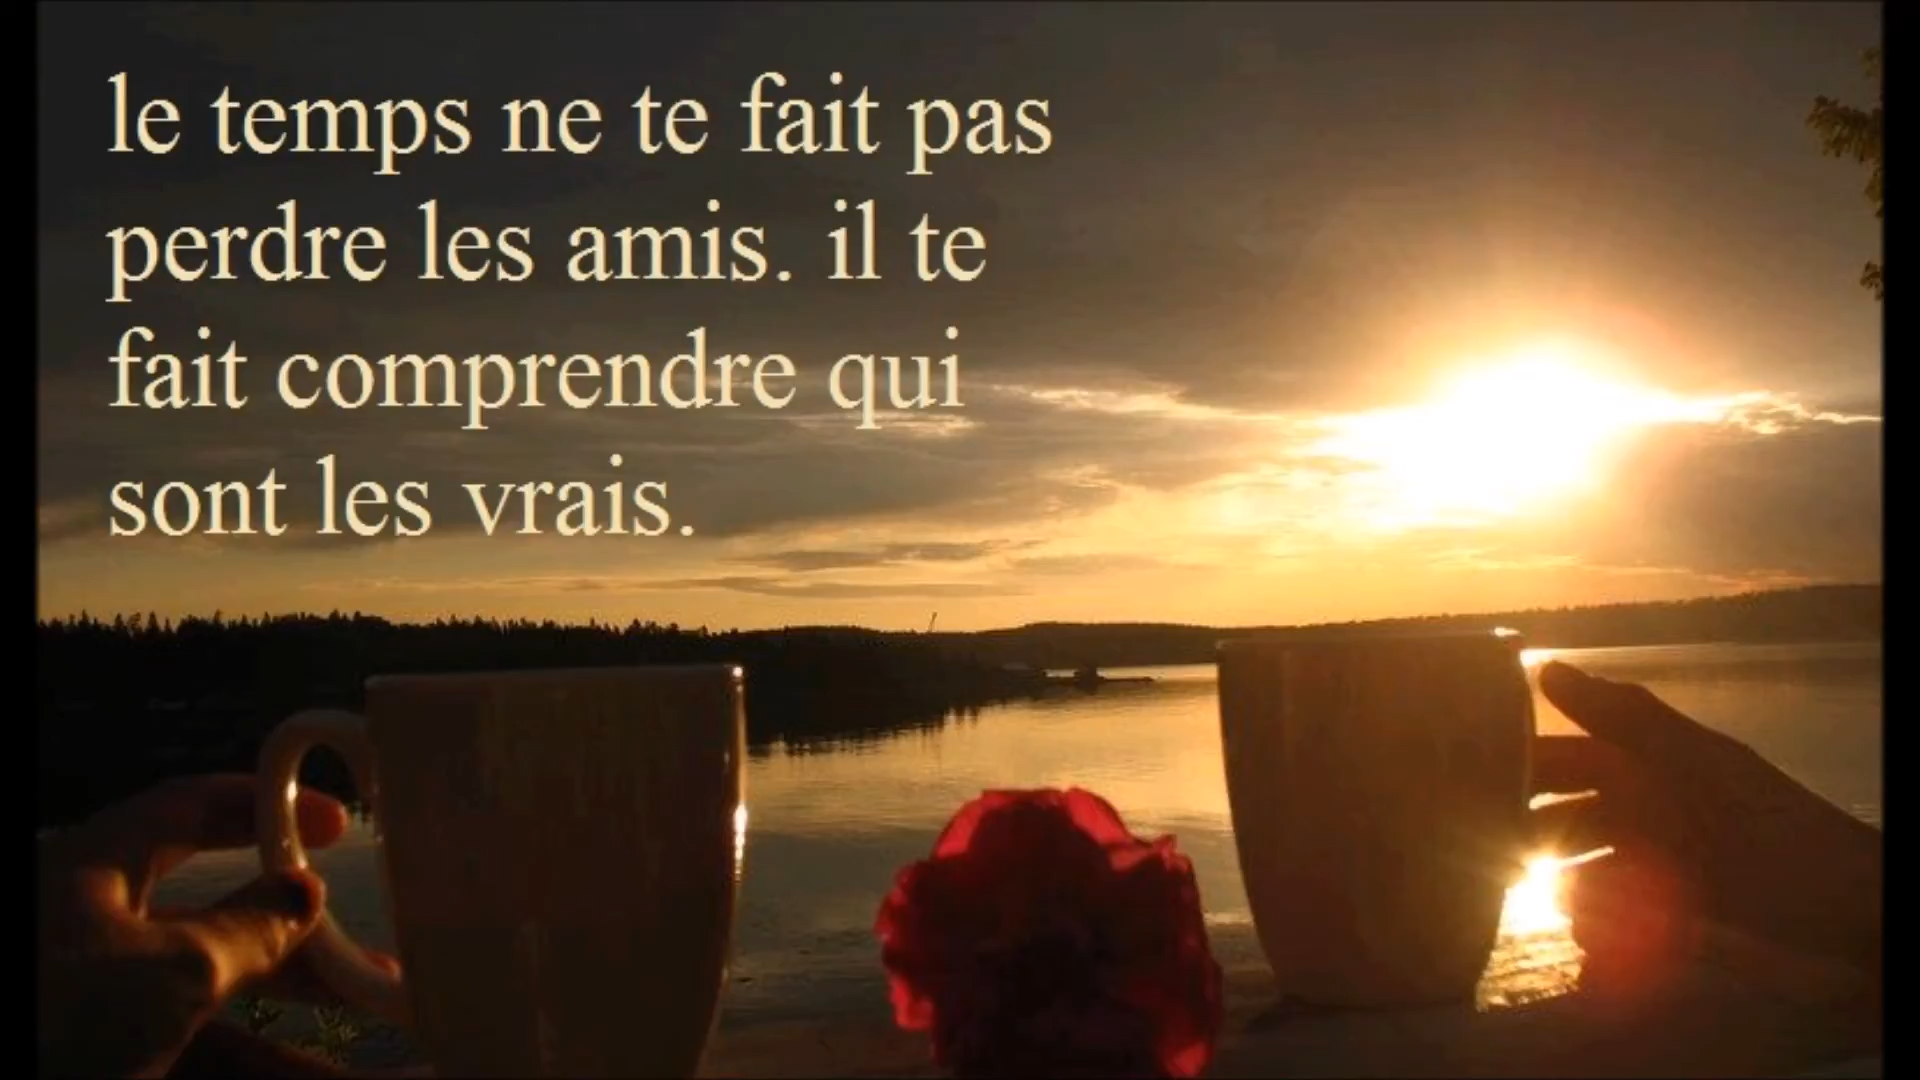 le temps ne te fait pas
perdre les amis. il te
fait comprendre qui
sont les vrais.